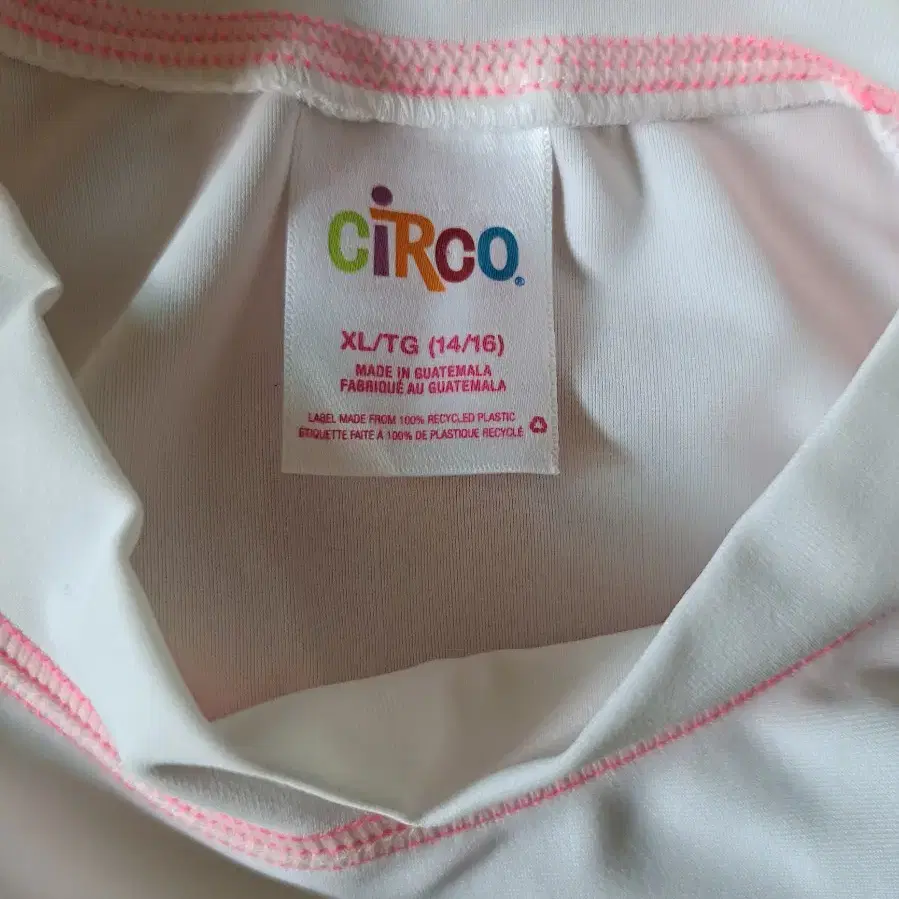 CiRCO®
XL/TG (14/16)
MADE IN GUATEMALA
FABRIQUÉ AU GUATEMALA
LABEL MADE FROM 100% RECYCLED PLASTIC
ÉTIQUETTE FAITE À 100% DE PLASTIQUE RECYCLÉ